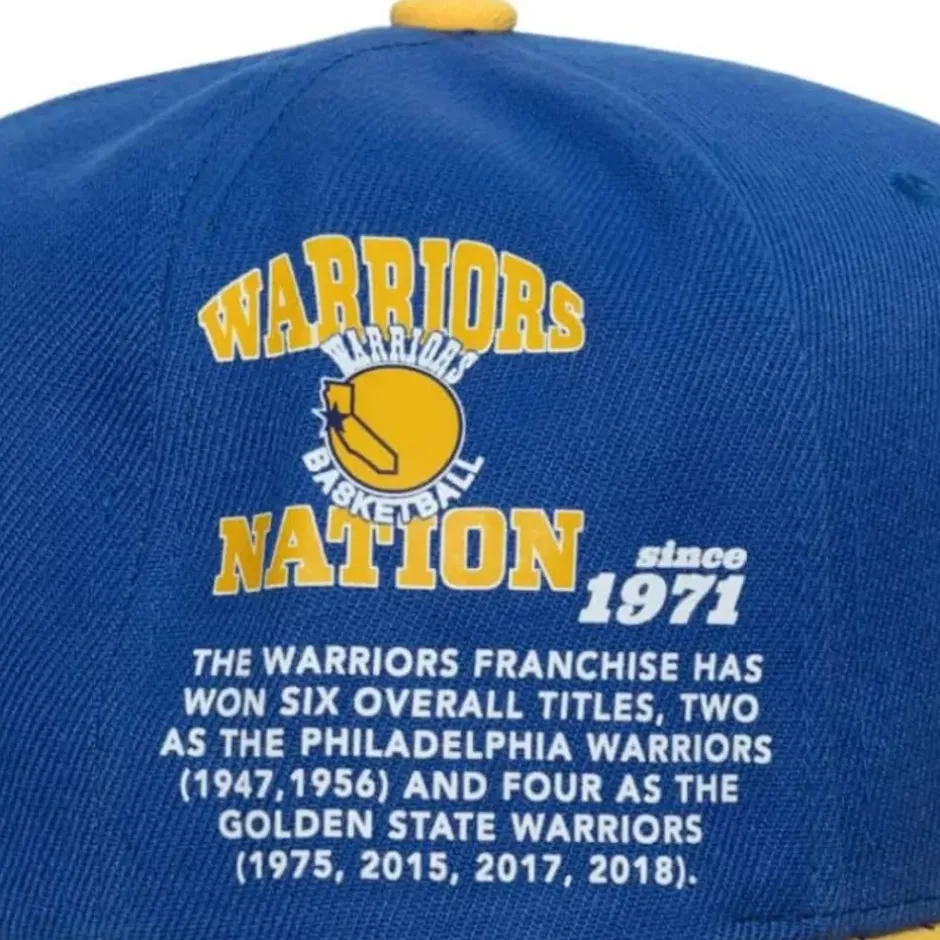 WARRIORS
WARRIORS
BASKETBALL
NATION
since
1971
THE WARRIORS FRANCHISE HAS
WON SIX OVERALL TITLES, TWO
AS THE PHILADELPHIA WARRIORS
(1947,1956) AND FOUR AS THE
GOLDEN STATE WARRIORS
(1975, 2015, 2017, 2018).